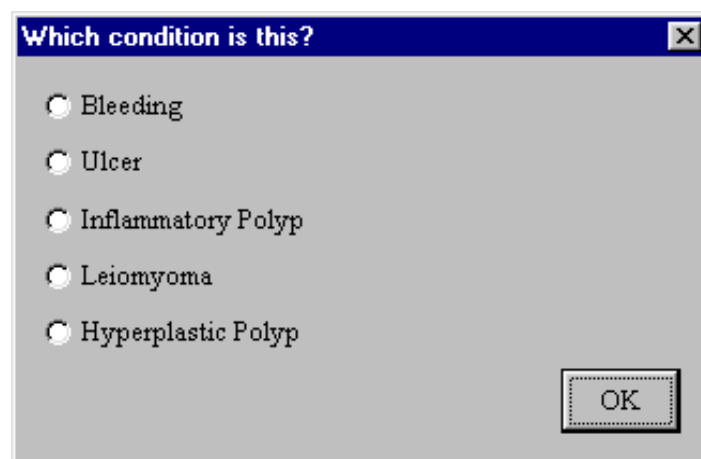 Which condition is this?
Bleeding
Ulcer
Inflammatory Polyp
Leiomyoma
Hyperplastic Polyp
OK